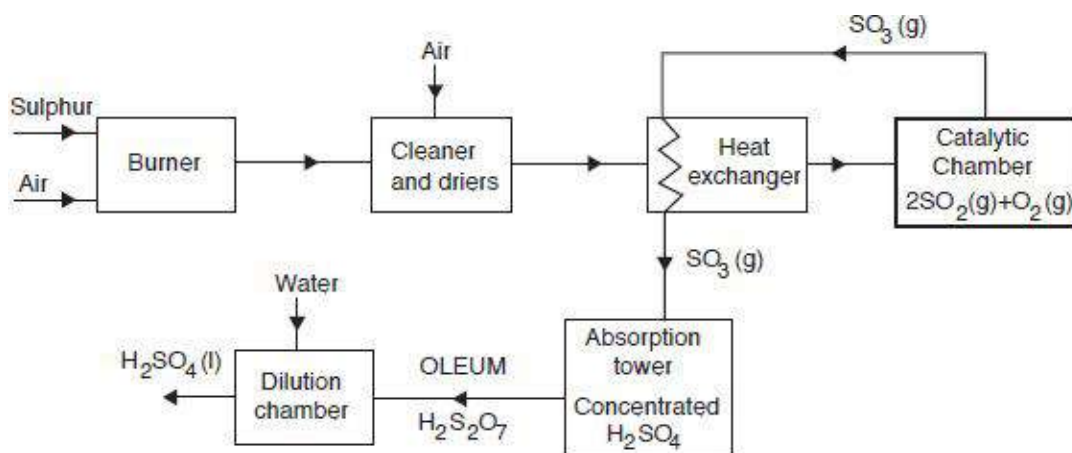 SO₃(g)
Air
Sulphur
Burner
Air
Cleaner
and driers
Heat
exchanger
Catalytic
Chamber
2SO₂(g)+O₂(g)
SO₃(g)
Water
H₂SO₄(l)
Dilution
chamber
OLEUM
H₂S₂O₇
Absorption
tower
Concentrated
H₂SO₄